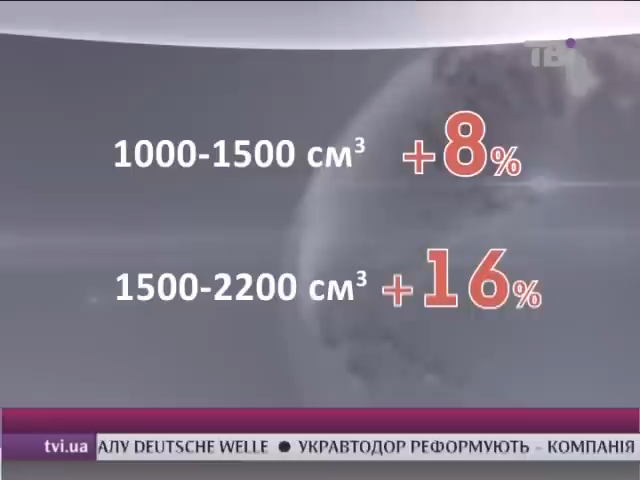 ТВі
1000-1500 см³ +8%
1500-2200 см³ +16%
tvi.ua АЛУ DEUTSCHE WELLE ● УКРАВТОДОР РЕФОРМУЮТЬ - КОМПАНІЯ